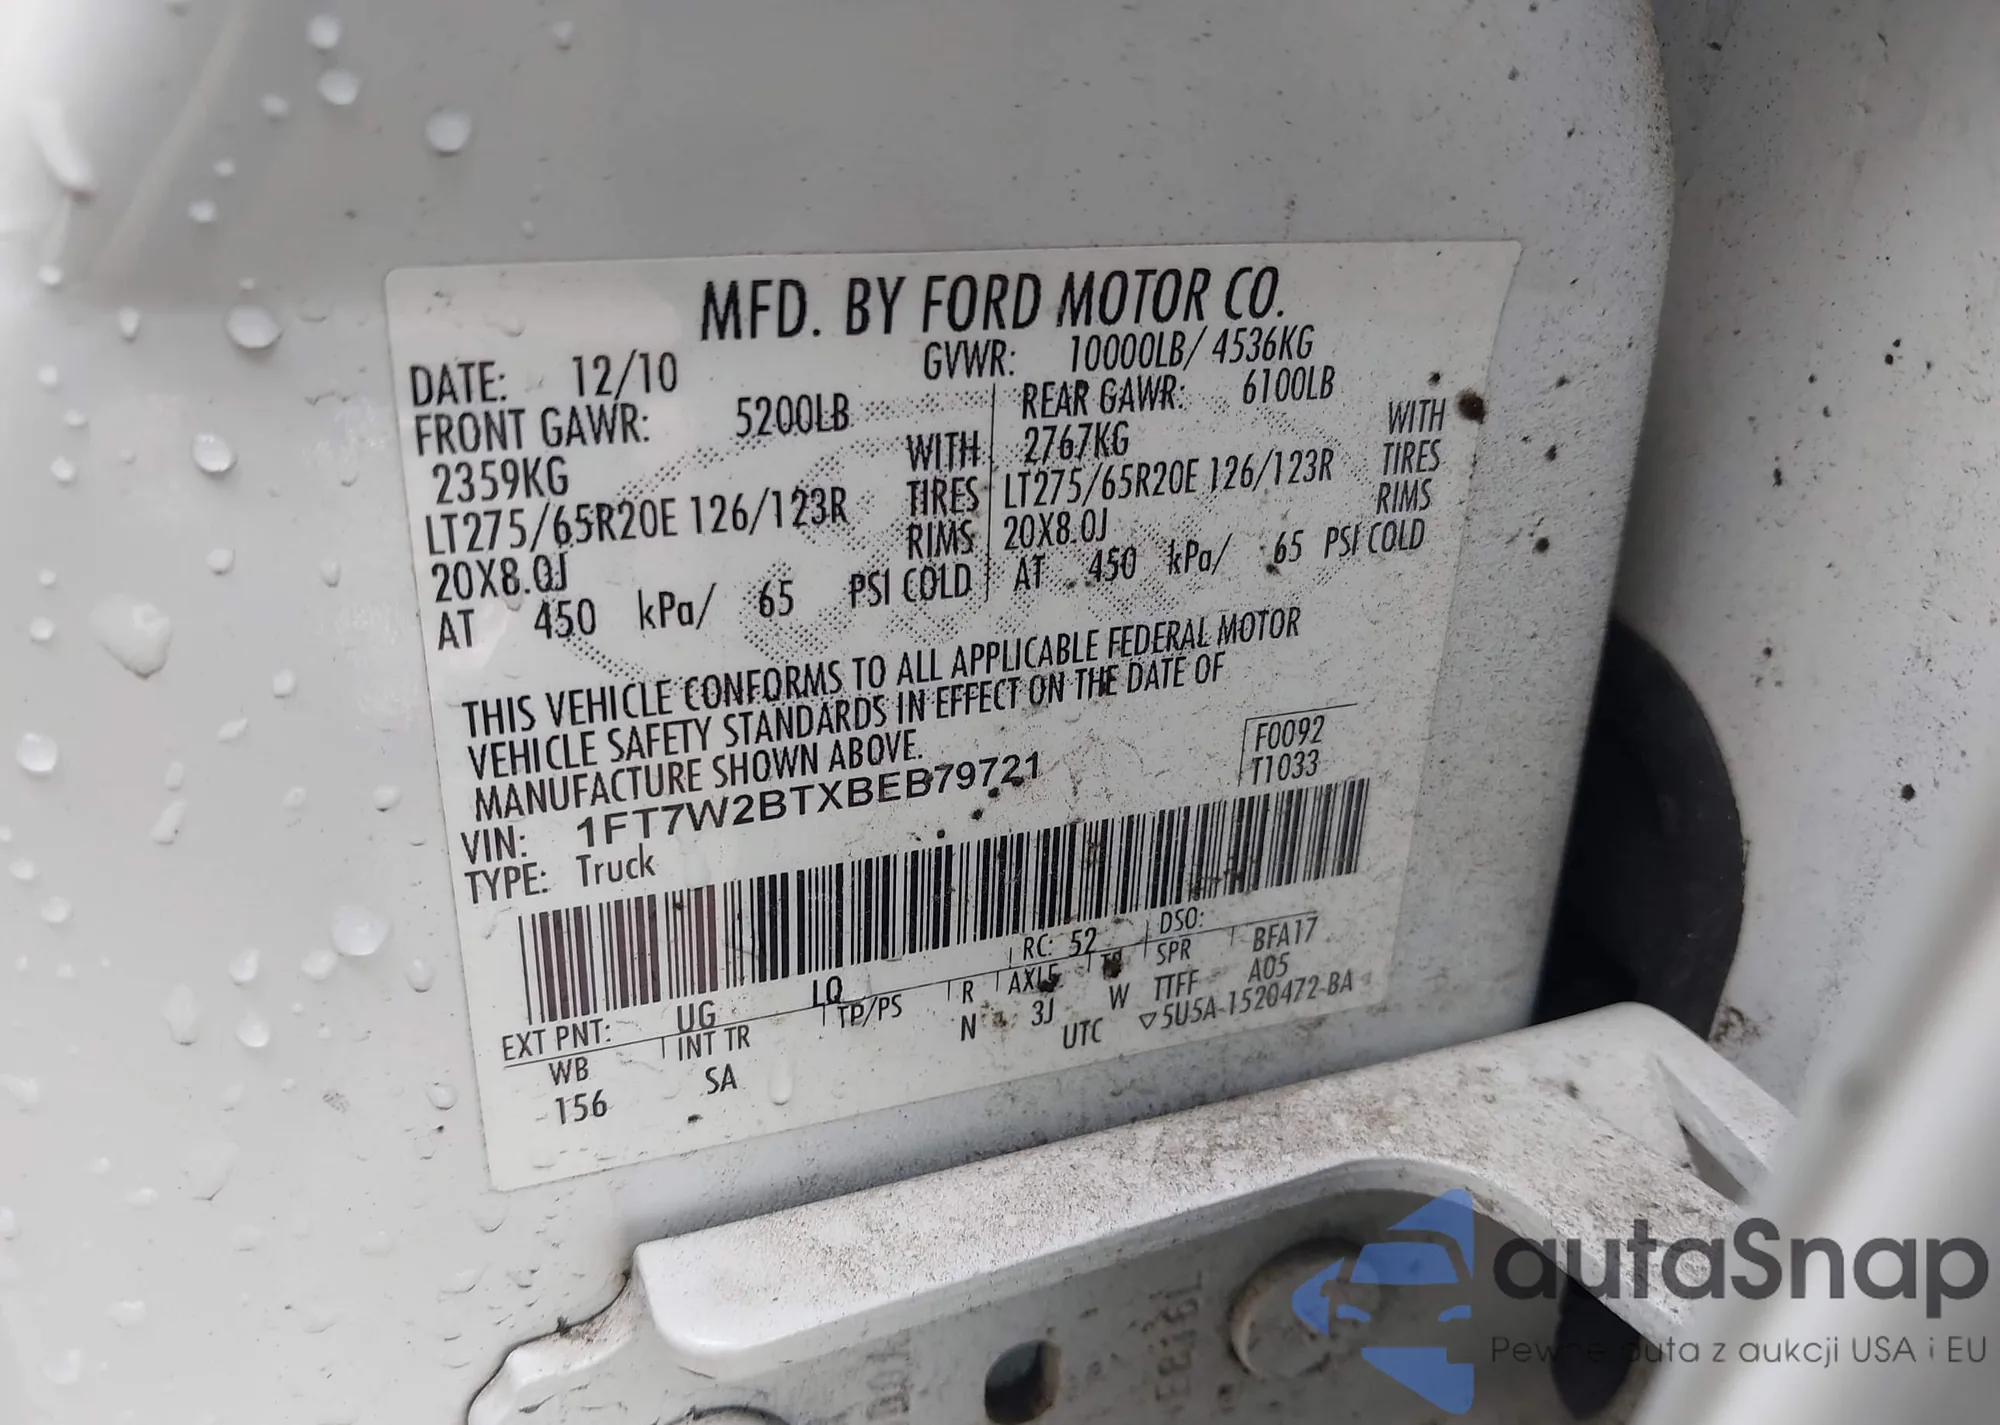 MFD. BY FORD MOTOR CO.
DATE: 12/10 GVWR: 10000LB/ 4536KG
FRONT GAWR: 5200LB REAR GAWR: 6100LB
2359KG WITH 2767KG WITH
LT275/65R20E 126/123R TIRES LT275/65R20E 126/123R TIRES
20X8.0J RIMS 20X8.0J RIMS
AT 450 kPa/ 65 PSI COLD AT 450 kPa/ 65 PSI COLD
THIS VEHICLE CONFORMS TO ALL APPLICABLE FEDERAL MOTOR
VEHICLE SAFETY STANDARDS IN EFFECT ON THE DATE OF
MANUFACTURE SHOWN ABOVE.
F0092
T1033
VIN: 1FT7W2BTXBEB79721
TYPE: Truck
EXT PNT: UG LQ RC: 52 DSO:
WB INT TR TP/PS R AXLE SPR BFA17
156 SA N 3J W TTFF A05
UTC ▽5U5A-1520472-BA
autaSnap
Pewne auta z aukcji USA i EU